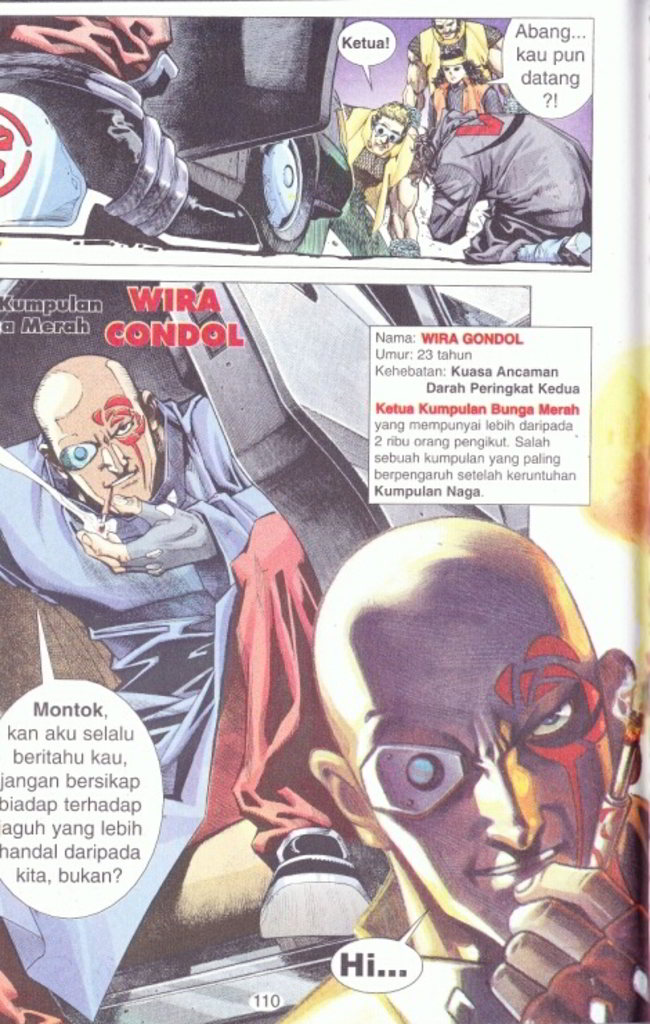 Ketua!
Abang...
kau pun
datang
?!
Kumpulan
a Merah
WIRA
CONDOL
Nama: WIRA GONDOL
Umur: 23 tahun
Kehebatan: Kuasa Ancaman
Darah Peringkat Kedua
Ketua Kumpulan Bunga Merah
yang mempunyai lebih daripada
2 ribu orang pengikut. Salah
sebuah kumpulan yang paling
berpengaruh setelah keruntuhan
Kumpulan Naga.
Montok,
kan aku selalu
beritahu kau,
jangan bersikap
biadap terhadap
jaguh yang lebih
handal daripada
kita, bukan?
Hi...
110